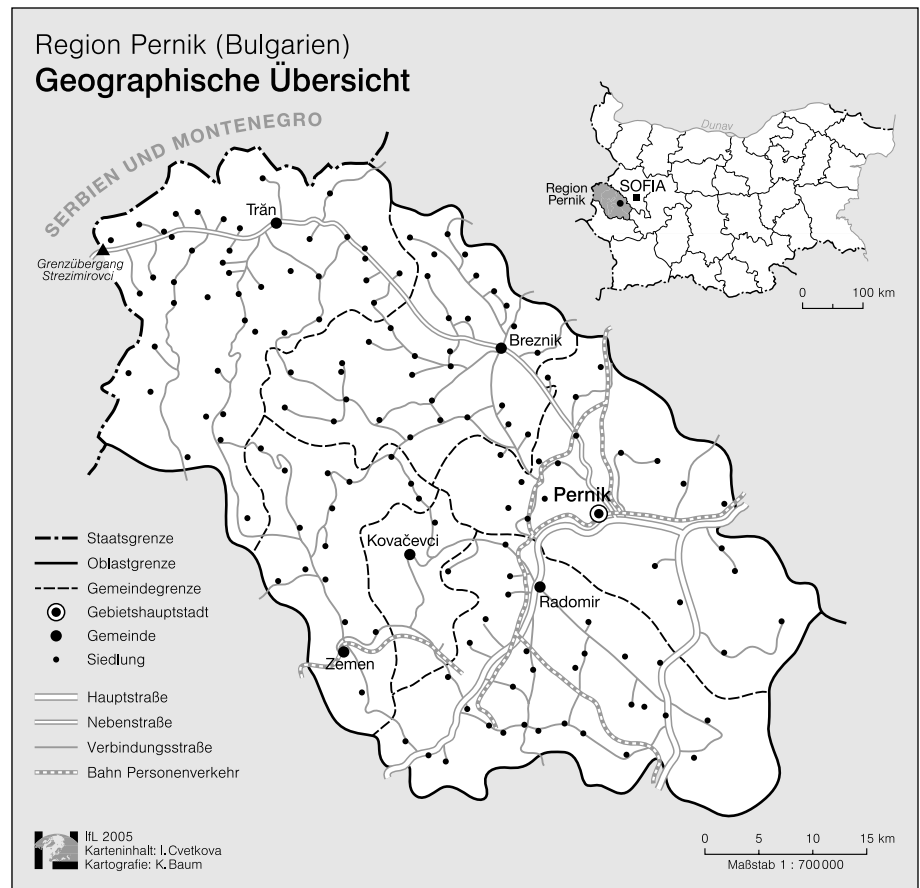 Region Pernik (Bulgarien)
Geographische Übersicht
SERBIEN UND MONTENEGRO
Dunav
Region
Pernik
SOFIA
0 100 km
Trăn
Grenzübergang
Strezimirovci
Breznik
Pernik
Kovačevci
Radomir
Zemen
Staatsgrenze
Oblastgrenze
Gemeindegrenze
Gebietshauptstadt
Gemeinde
Siedlung
Hauptstraße
Nebenstraße
Verbindungsstraße
Bahn Personenverkehr
IfL 2005
Karteninhalt: I. Cvetkova
Kartografie: K. Baum
0 5 10 15 km
Maßstab 1 : 700 000